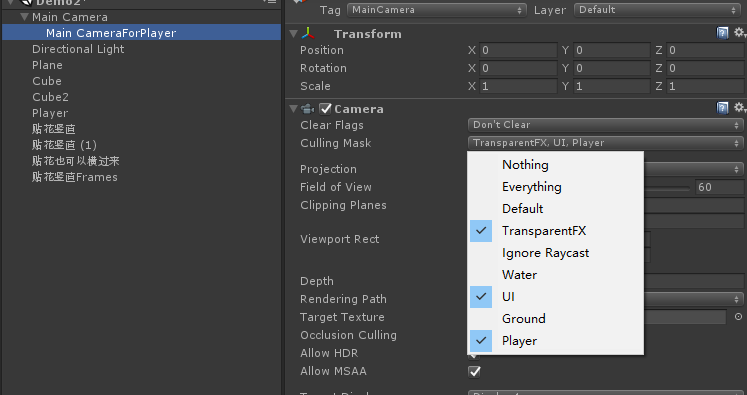 Demo2*
Main Camera
Main CameraForPlayer
Directional Light
Plane
Cube
Cube2
Player
贴花竖直
贴花竖直 (1)
贴花也可以横过来
贴花竖直Frames
Tag MainCamera Layer Default
Transform
Position X 0 Y 0 Z 0
Rotation X 0 Y 0 Z 0
Scale X 1 Y 1 Z 1
Camera
Clear Flags Don't Clear
Culling Mask TransparentFX, UI, Player
Projection
Field of View 60
Clipping Planes
Viewport Rect
Depth
Rendering Path
Target Texture
Occlusion Culling
Allow HDR
Allow MSAA
Nothing
Everything
Default
TransparentFX
Ignore Raycast
Water
UI
Ground
Player